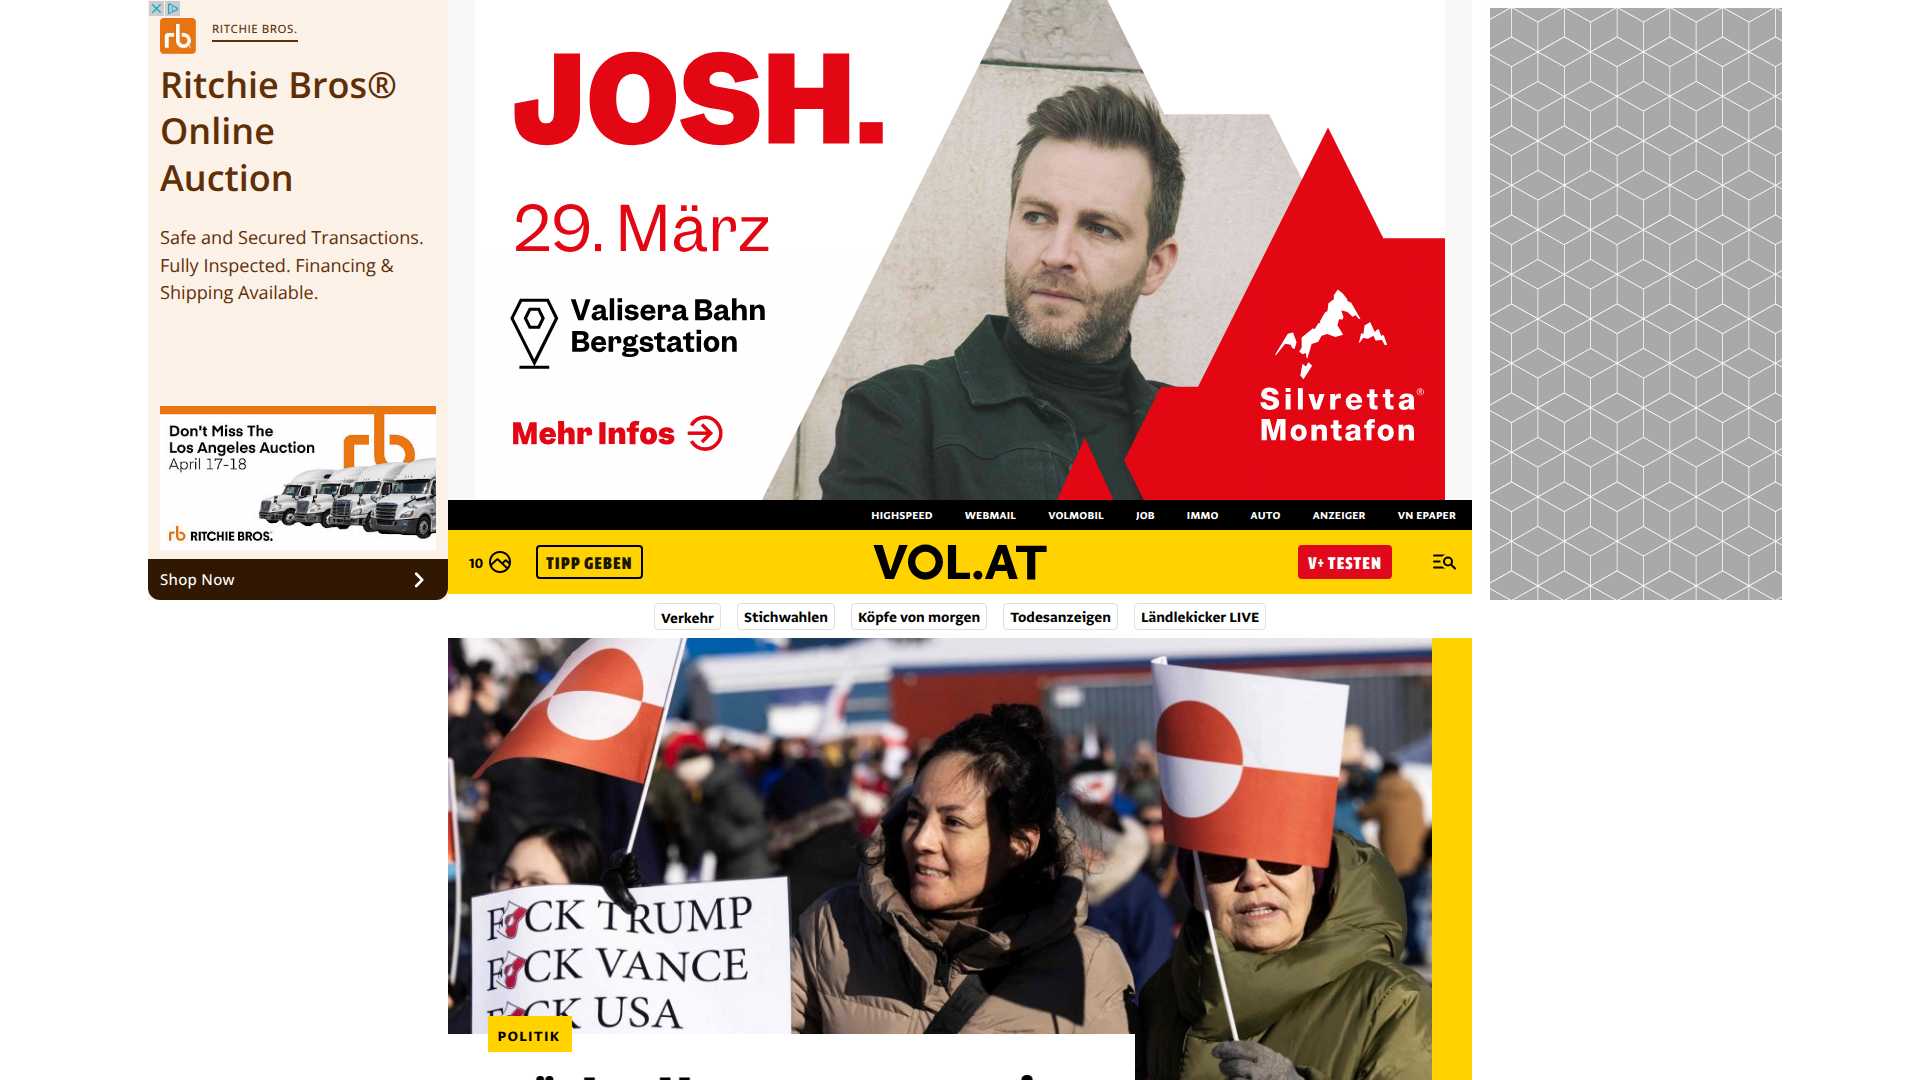 RITCHIE BROS.
Ritchie Bros®
Online
Auction
Safe and Secured Transactions.
Fully Inspected. Financing &
Shipping Available.
Don't Miss The
Los Angeles Auction
April 17-18
rb
rb RITCHIE BROS.
Shop Now
JOSH.
29. März
Valisera Bahn
Bergstation
Mehr Infos
Silvretta®
Montafon
HIGHSPEED WEBMAIL VOLMOBIL JOB IMMO AUTO ANZEIGER VN EPAPER
10 TIPP GEBEN VOL.AT V+ TESTEN
Verkehr Stichwahlen Köpfe von morgen Todesanzeigen Ländlekicker LIVE
F CK TRUMP
F CK VANCE
F CK USA
POLITIK